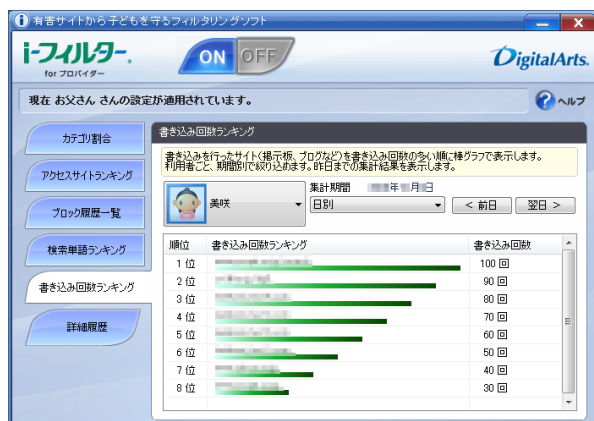 有害サイトから子どもを守るフィルタリングソフト
i-フィルター.
for プロバイダー
ON OFF
DigitalArts.
現在 お父さん さんの設定が適用されています。
ヘルプ
カテゴリ割合
アクセスサイトランキング
ブロック履歴一覧
検索単語ランキング
書き込み回数ランキング
詳細履歴
書き込み回数ランキング
書き込みを行ったサイト(掲示板、ブログなど)を書き込み回数の多い順に棒グラフで表示します。
利用者ごと、期間別で絞り込めます。昨日までの集計結果を表示します。
美咲
集計期間 年 月 日
日別
< 前日 翌日 >
順位 書き込み回数ランキング 書き込み回数
1 位 100 回
2 位 90 回
3 位 80 回
4 位 70 回
5 位 60 回
6 位 50 回
7 位 40 回
8 位 30 回